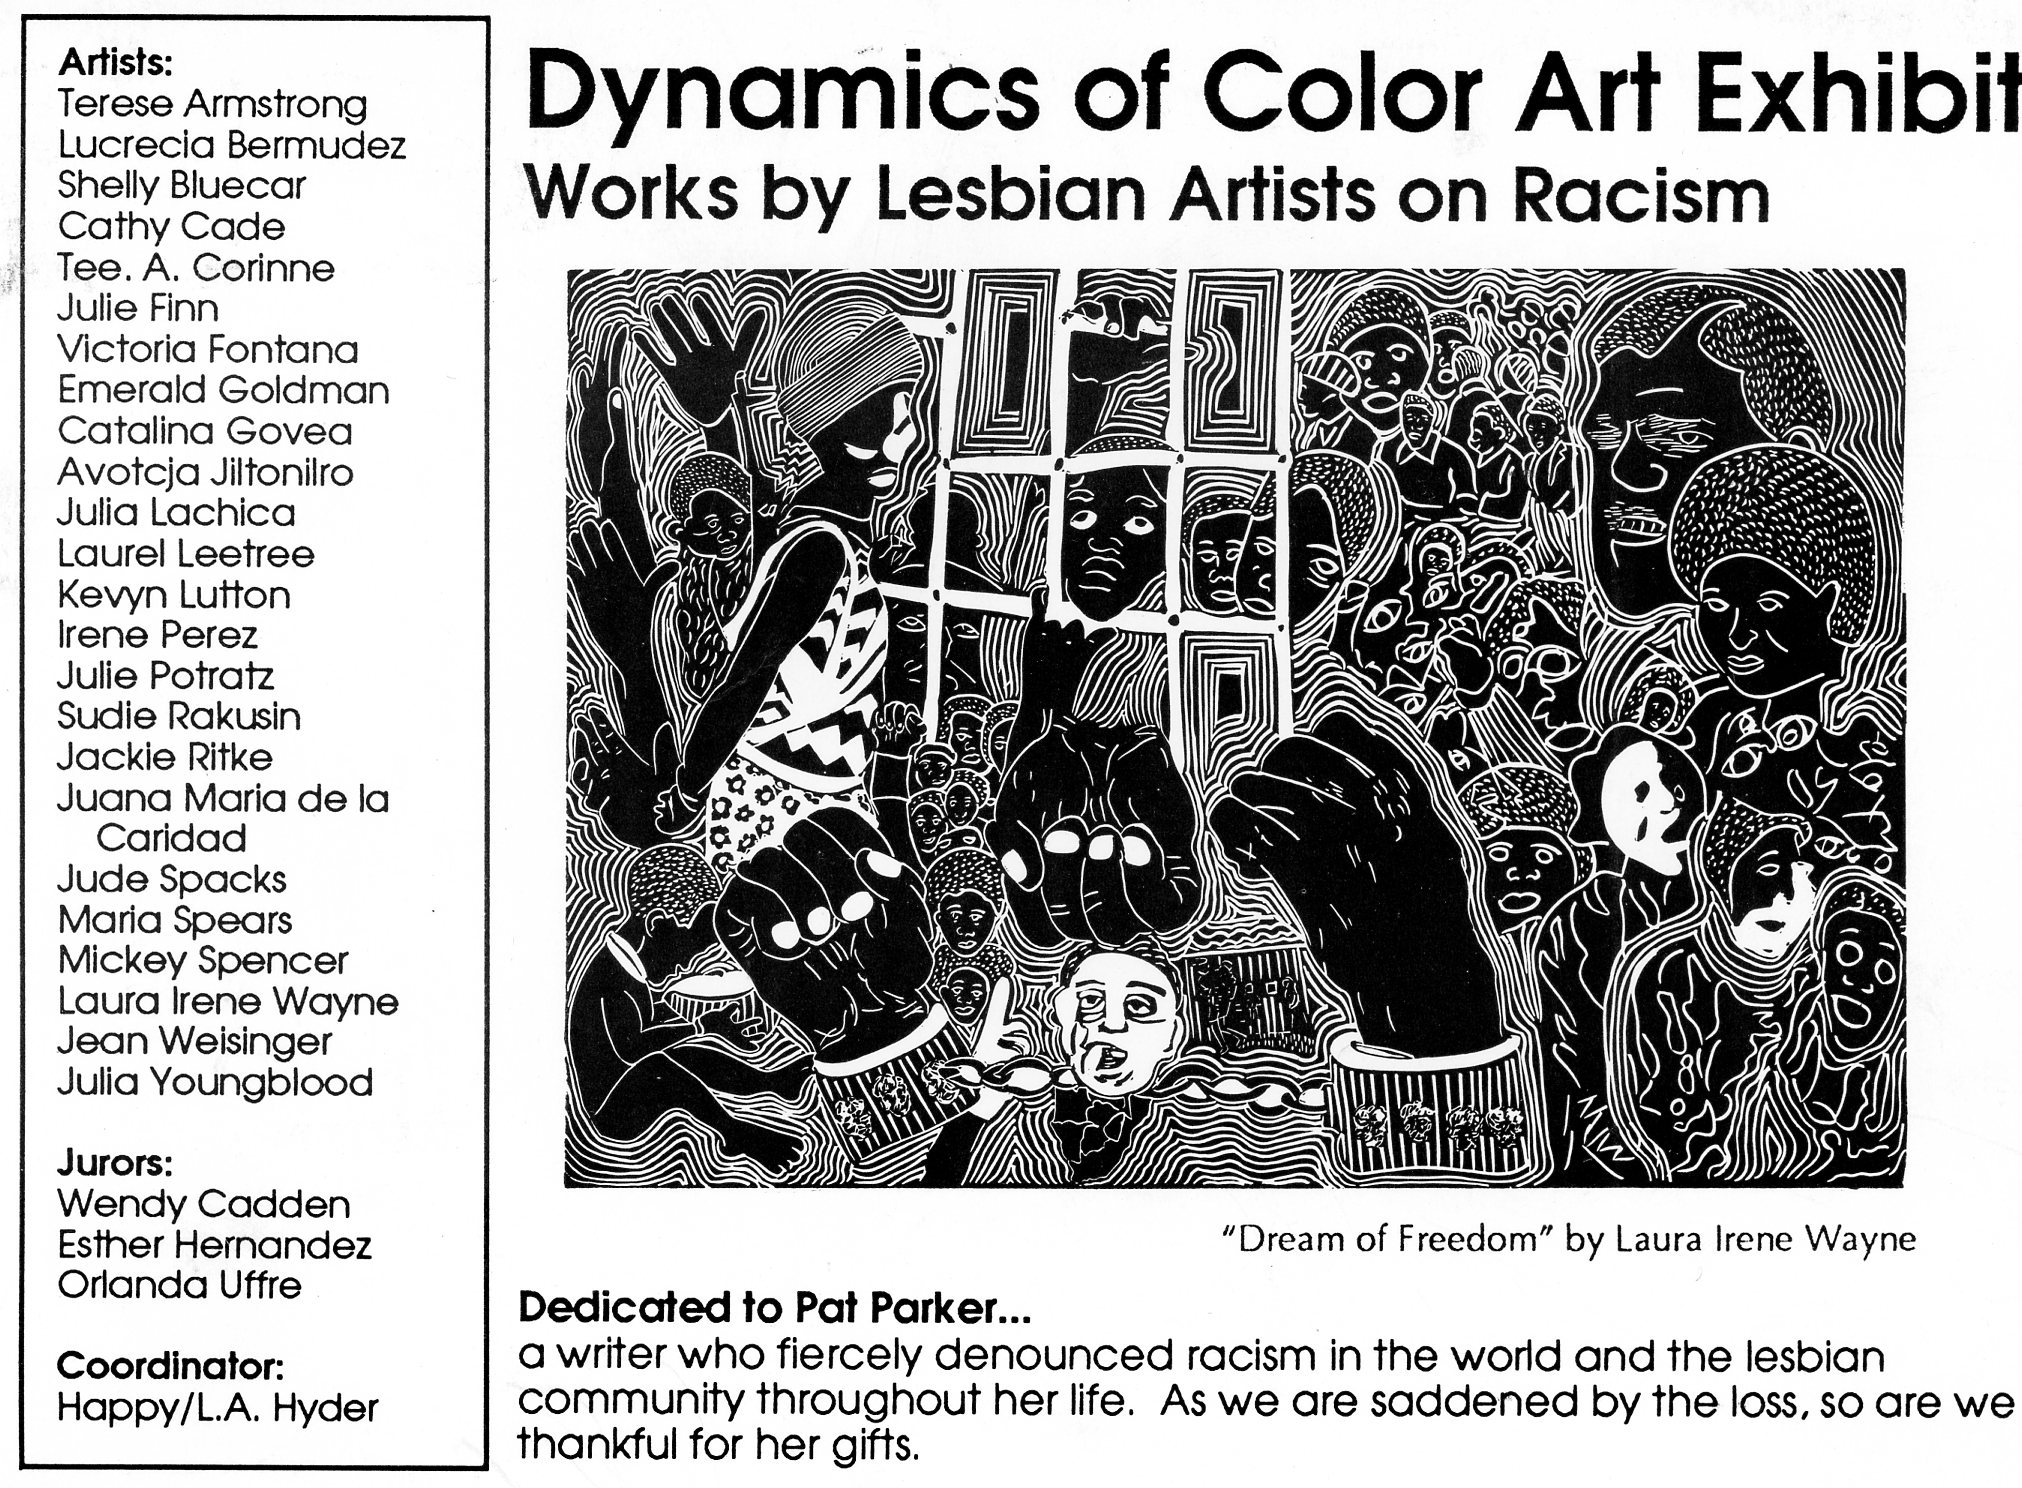 Artists:
Terese Armstrong
Lucrecia Bermudez
Shelly Bluecar
Cathy Cade
Tee. A. Corinne
Julie Finn
Victoria Fontana
Emerald Goldman
Catalina Govea
Avotcja Jiltonilro
Julia Lachica
Laurel Leetree
Kevyn Lutton
Irene Perez
Julie Potratz
Sudie Rakusin
Jackie Ritke
Juana Maria de la
Caridad
Jude Spacks
Maria Spears
Mickey Spencer
Laura Irene Wayne
Jean Weisinger
Julia Youngblood
Jurors:
Wendy Cadden
Esther Hernandez
Orlanda Uffre
Coordinator:
Happy/L.A. Hyder
Dynamics of Color Art Exhibit
Works by Lesbian Artists on Racism
"Dream of Freedom" by Laura Irene Wayne
Dedicated to Pat Parker...
a writer who fiercely denounced racism in the world and the lesbian
community throughout her life.  As we are saddened by the loss, so are we
thankful for her gifts.